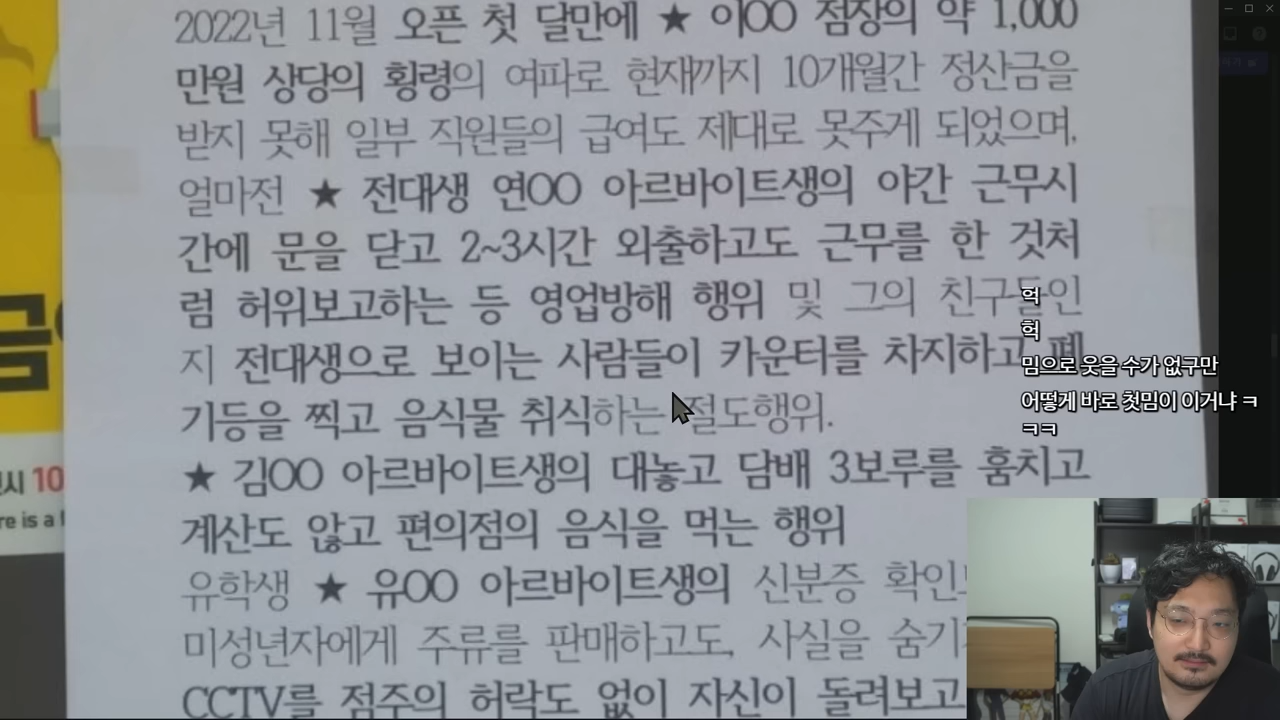 2022년 11월 오픈 첫 달만에 ★ 이OO 점장의 약 1,000
만원 상당의 횡령의 여파로 현재까지 10개월간 정산금을
받지 못해 일부 직원들의 급여도 제대로 못주게 되었으며,
얼마전 ★ 전대생 연OO 아르바이트생의 야간 근무시
간에 문을 닫고 2~3시간 외출하고도 근무를 한 것처
럼 허위보고하는 등 영업방해 행위 및 그의 친구들인
지 전대생으로 보이는 사람들이 카운터를 차지하고 폐
기등을 찍고 음식물 취식하는 절도행위.
★ 김OO 아르바이트생의 대놓고 담배 3보루를 훔치고
계산도 않고 편의점의 음식을 먹는 행위
유학생 ★ 유OO 아르바이트생의 신분증 확인
미성년자에게 주류를 판매하고도, 사실을 숨기
CCTV를 점주의 허락도 없이 자신이 돌려보고
금
시 10
re is a
헉
헉
밈으로 웃을 수가 없구만
어떻게 바로 첫밈이 이거냐 ㅋ
ㅋㅋ